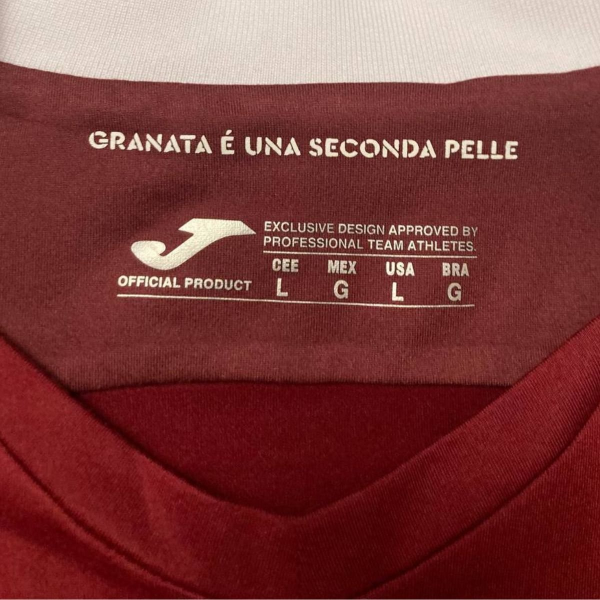 GRANATA É UNA SECONDA PELLE
EXCLUSIVE DESIGN APPROVED BY
PROFESSIONAL TEAM ATHLETES.
OFFICIAL PRODUCT
CEE MEX USA BRA
L G L G